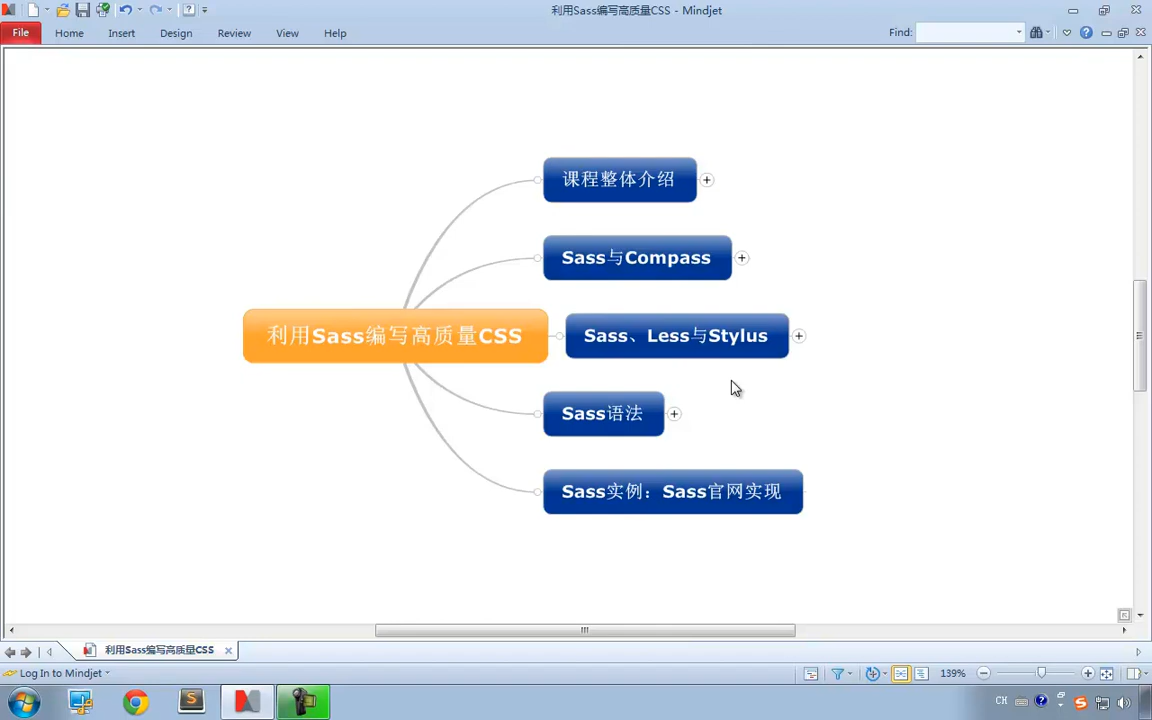 利用Sass编写高质量CSS - Mindjet
File Home Insert Design Review View Help Find:
课程整体介绍
Sass与Compass
利用Sass编写高质量CSS
Sass、Less与Stylus
Sass语法
Sass实例：Sass官网实现
利用Sass编写高质量CSS
Log In to Mindjet
139%
CH